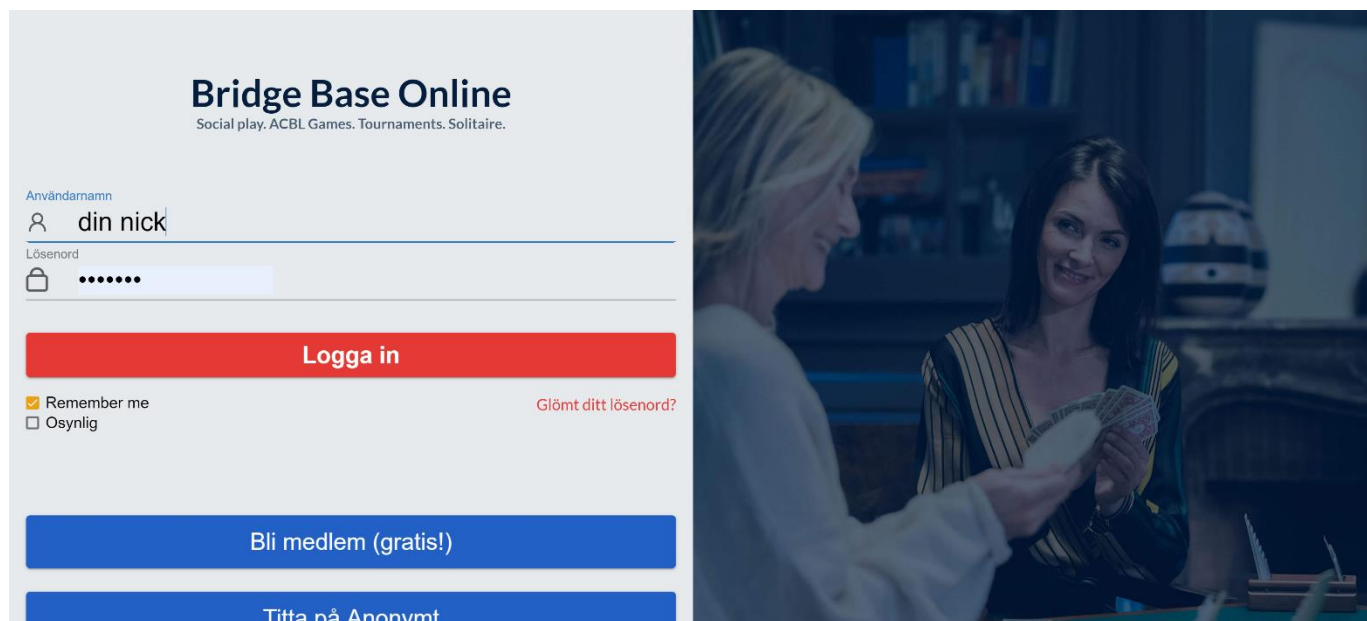 Bridge Base Online
Social play. ACBL Games. Tournaments. Solitaire.
Användarnamn
din nick
Lösenord
•••••••
Logga in
Remember me
Glömt ditt lösenord?
Osynlig
Bli medlem (gratis!)
Titta på Anonymt